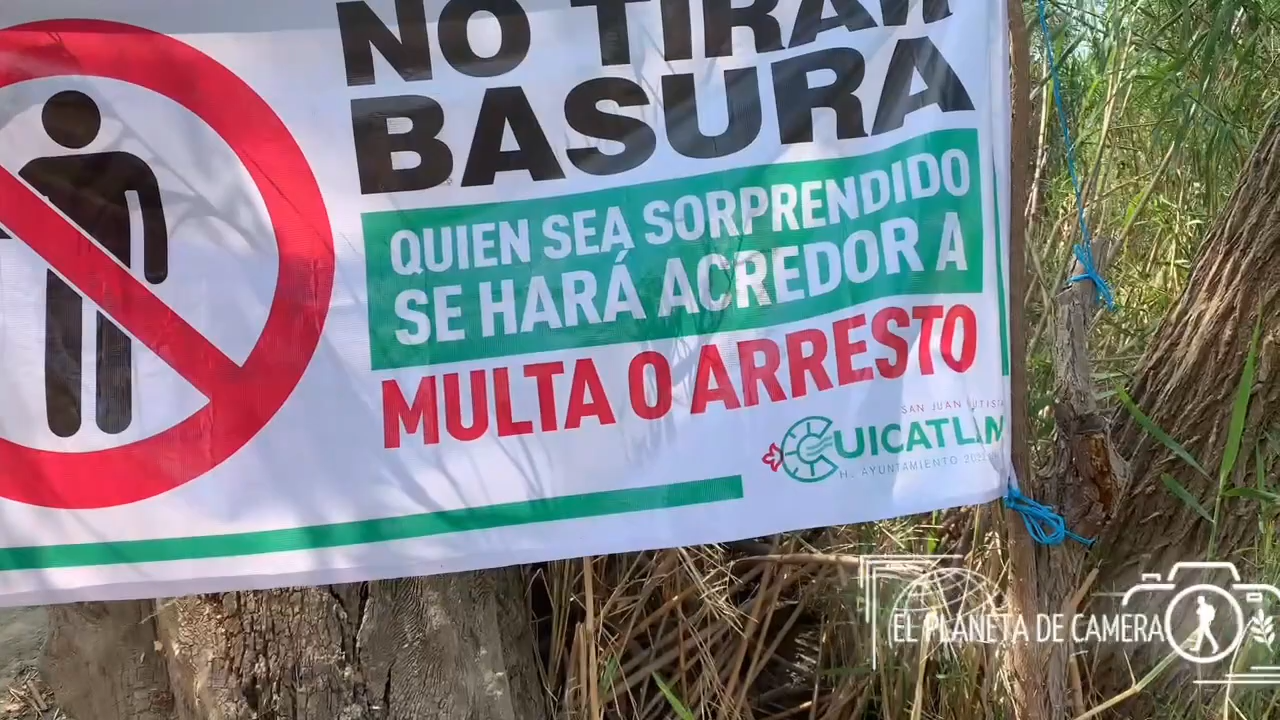 NO TIRAR
BASURA
QUIEN SEA SORPRENDIDO
SE HARÁ ACREDOR A
MULTA O ARRESTO
SAN JUAN BAUTISTA
CUICATLAN
H. AYUNTAMIENTO
EL PLANETA DE CAMERA